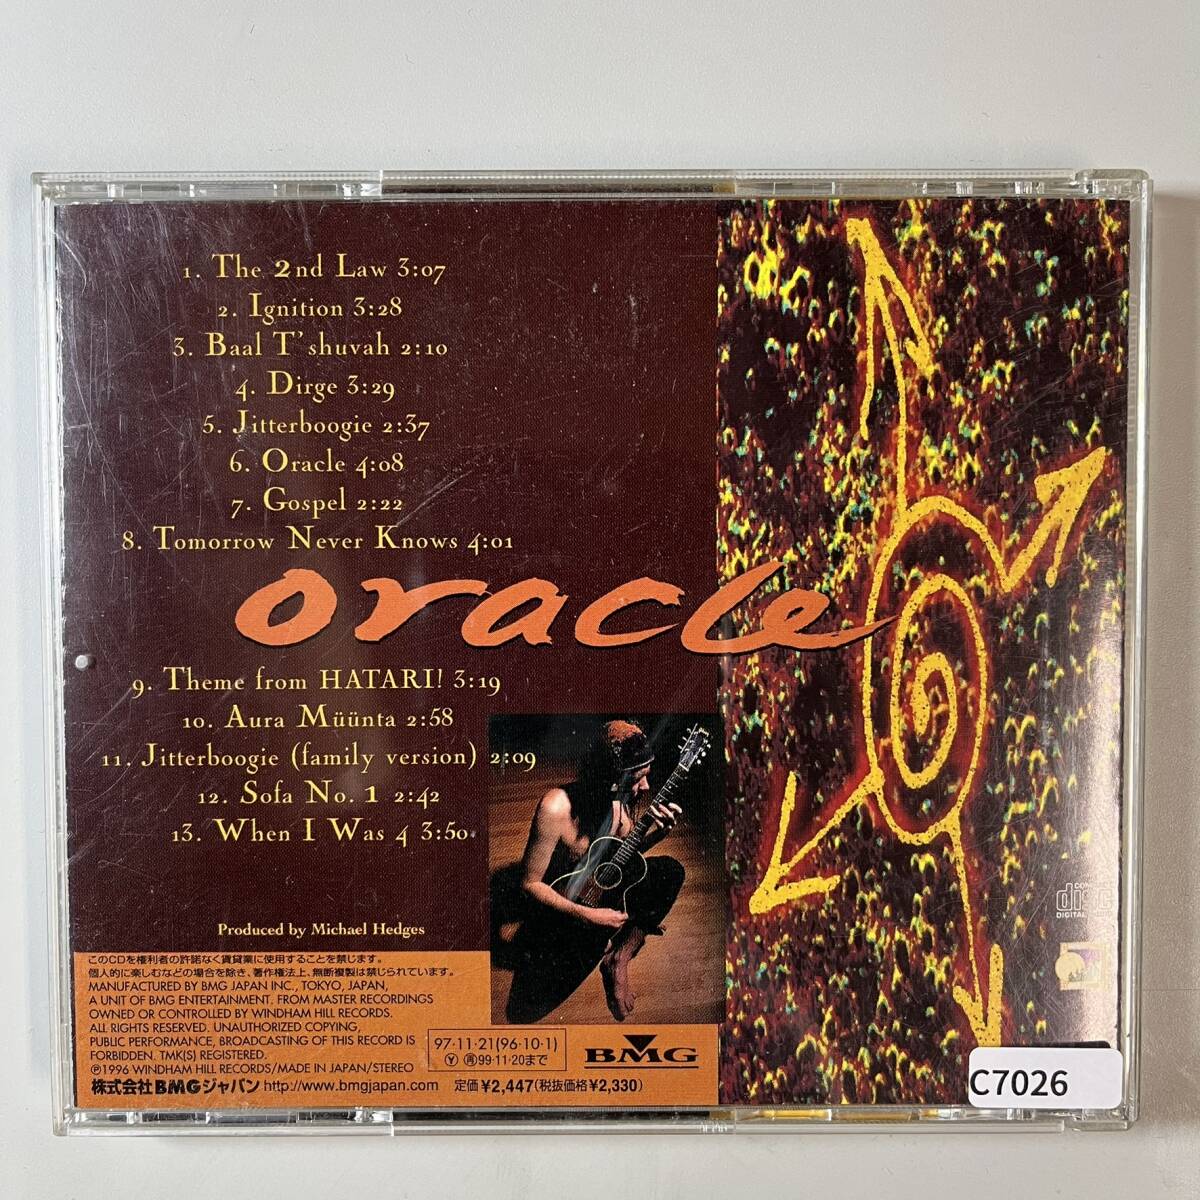 1. The 2nd Law 3:07
2. Ignition 3:28
3. Baal T'shuvah 2:10
4. Dirge 3:29
5. Jitterboogie 2:37
6. Oracle 4:08
7. Gospel 2:22
8. Tomorrow Never Knows 4:01
oracle
9. Theme from HATARI! 3:19
10. Aura Müünta 2:58
11. Jitterboogie (family version) 2:09
12. Sofa No. 1 2:42
13. When I Was 4 3:50
Produced by Michael Hedges
このCDを権利者の許諾なく賃貸業に使用することを禁じます。
個人的に楽しむなどの場合を除き、著作権法上、無断複製は禁じられています。
MANUFACTURED BY BMG JAPAN INC., TOKYO, JAPAN,
A UNIT OF BMG ENTERTAINMENT. FROM MASTER RECORDINGS
OWNED OR CONTROLLED BY WINDHAM HILL RECORDS.
ALL RIGHTS RESERVED. UNAUTHORIZED COPYING,
PUBLIC PERFORMANCE, BROADCASTING OF THIS RECORD IS
FORBIDDEN. TMK(S) REGISTERED.
Ⓟ1996 WINDHAM HILL RECORDS/MADE IN JAPAN/STEREO
株式会社BMGジャパン http://www.bmgjapan.com 定価¥2,447(税抜価格¥2,330)
97·11·21(96·10·1)
Ⓨ㊐99·11·20まで
BMG
disc
DIGITAL
C7026